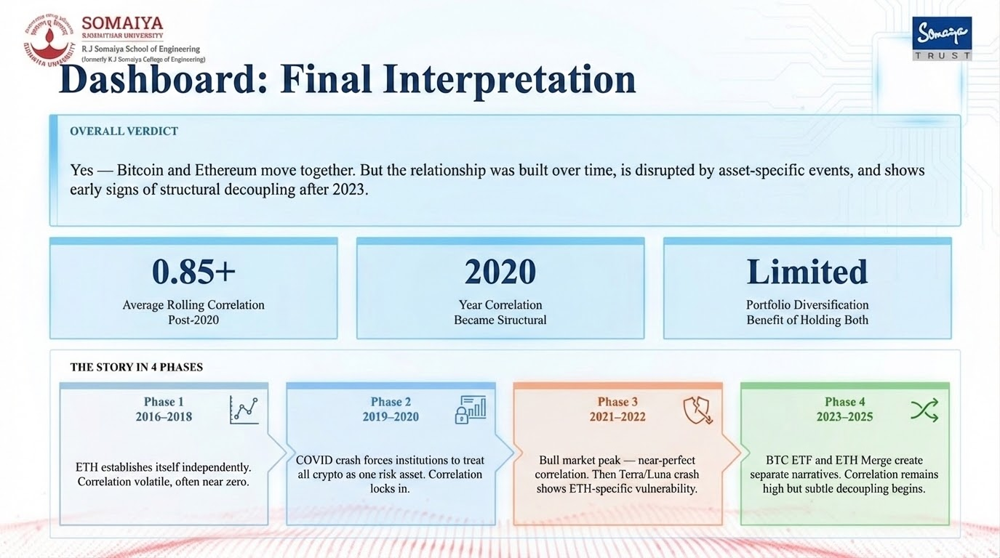 SOMAIYA
R.J Somaiya School of Engineering
(formerly K J Somaiya College of Engineering)
Somaiya
TRUST
Dashboard: Final Interpretation
OVERALL VERDICT
Yes — Bitcoin and Ethereum move together. But the relationship was built over time, is disrupted by asset-specific events, and shows
early signs of structural decoupling after 2023.
0.85+
Average Rolling Correlation
Post-2020
2020
Year Correlation
Became Structural
Limited
Portfolio Diversification
Benefit of Holding Both
THE STORY IN 4 PHASES
Phase 1
2016–2018
ETH establishes itself independently.
Correlation volatile, often near zero.
Phase 2
2019–2020
COVID crash forces institutions to treat
all crypto as one risk asset. Correlation
locks in.
Phase 3
2021–2022
Bull market peak — near-perfect
correlation. Then Terra/Luna crash
shows ETH-specific vulnerability.
Phase 4
2023–2025
BTC ETF and ETH Merge create
separate narratives. Correlation remains
high but subtle decoupling begins.